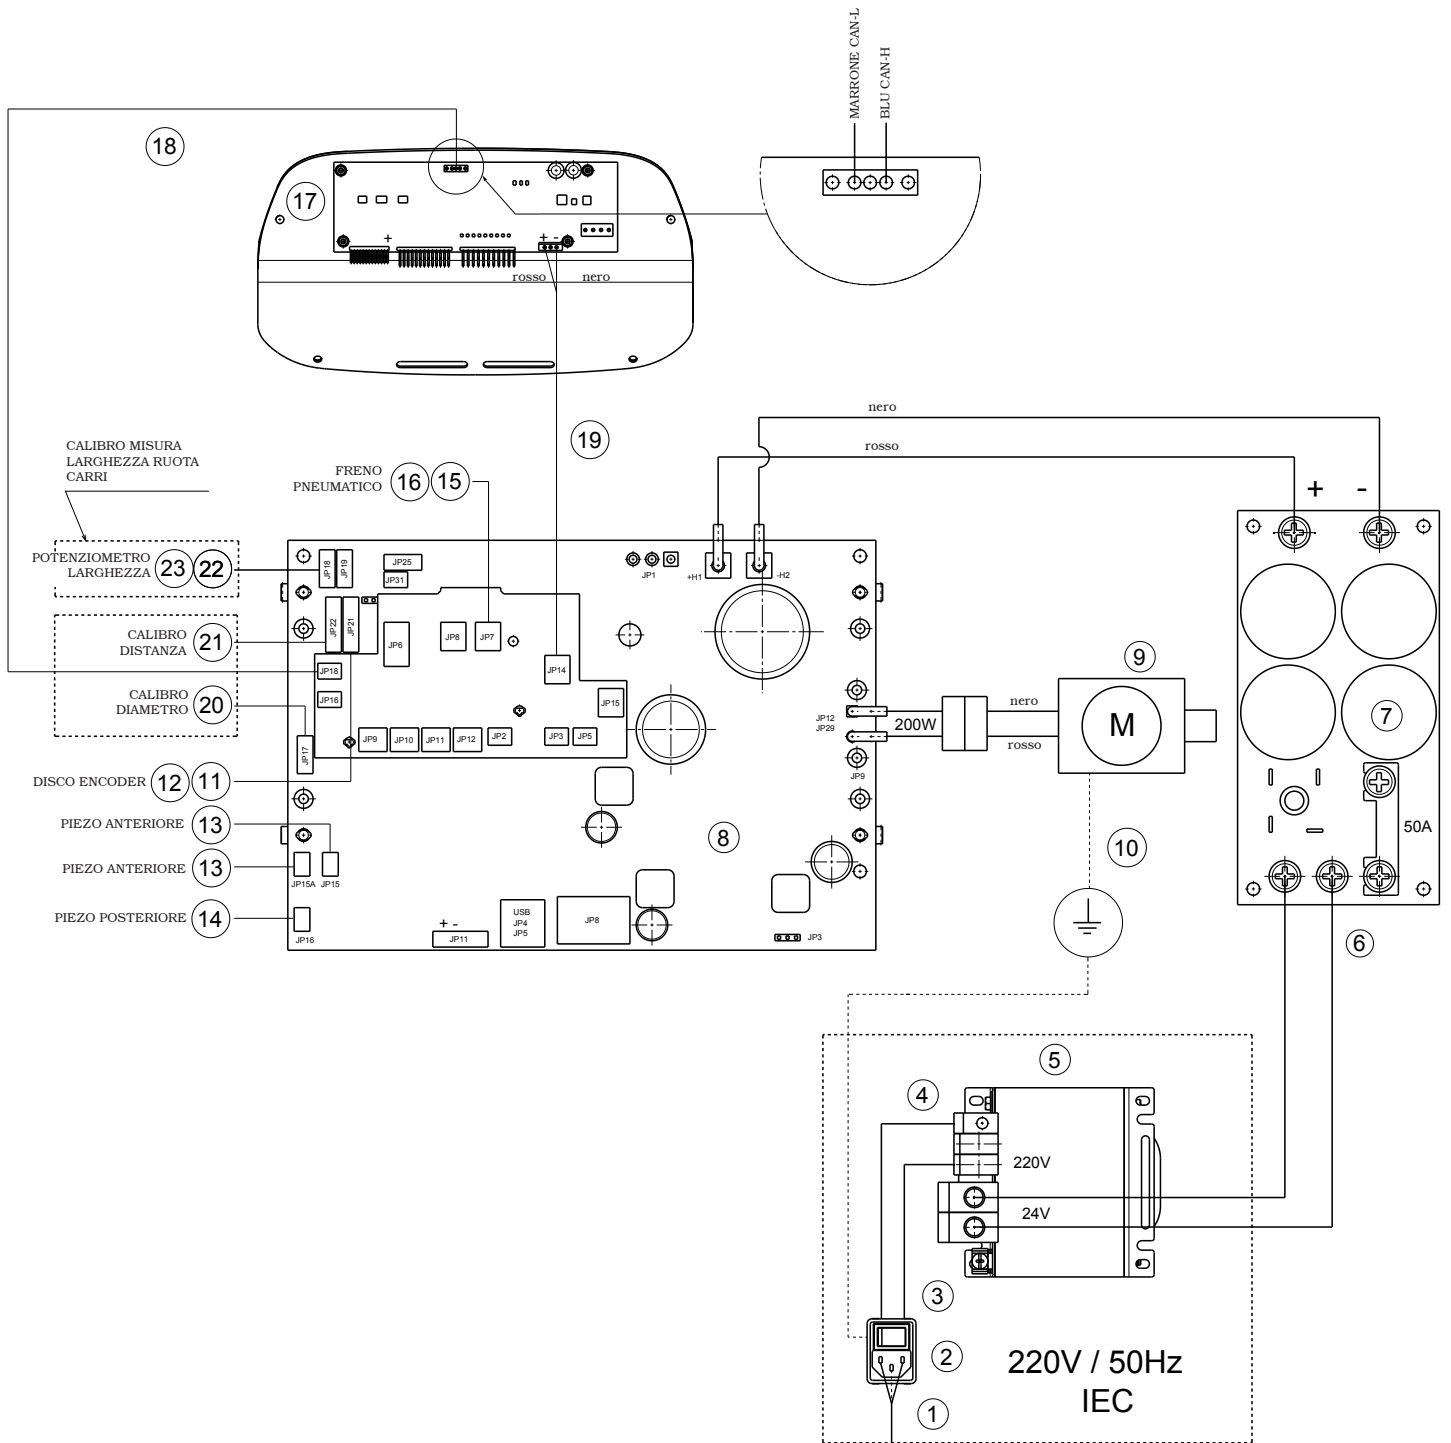 MARRONE CAN-L
BLU CAN-H
18
17
+
+ -
rosso
nero
19
nero
rosso
CALIBRO MISURA
LARGHEZZA RUOTA
CARRI
FRENO
PNEUMATICO
16
15
+ -
POTENZIOMETRO
LARGHEZZA
23
22
JP18
JP19
JP25
JP31
JP1
+H1
-H2
CALIBRO
DISTANZA
21
JP22
JP21
JP6
JP8
JP7
JP14
JP18
JP16
JP15
CALIBRO
DIAMETRO
20
JP17
JP9
JP10
JP11
JP12
JP2
JP3
JP5
JP12
JP29
JP9
200W
nero
rosso
9
M
7
50A
DISCO ENCODER
12
11
PIEZO ANTERIORE
13
PIEZO ANTERIORE
13
JP15A
JP15
PIEZO POSTERIORE
14
JP16
8
10
+ -
JP11
USB
JP4
JP5
JP8
JP3
6
5
4
220V
24V
3
2
1
220V / 50Hz
IEC